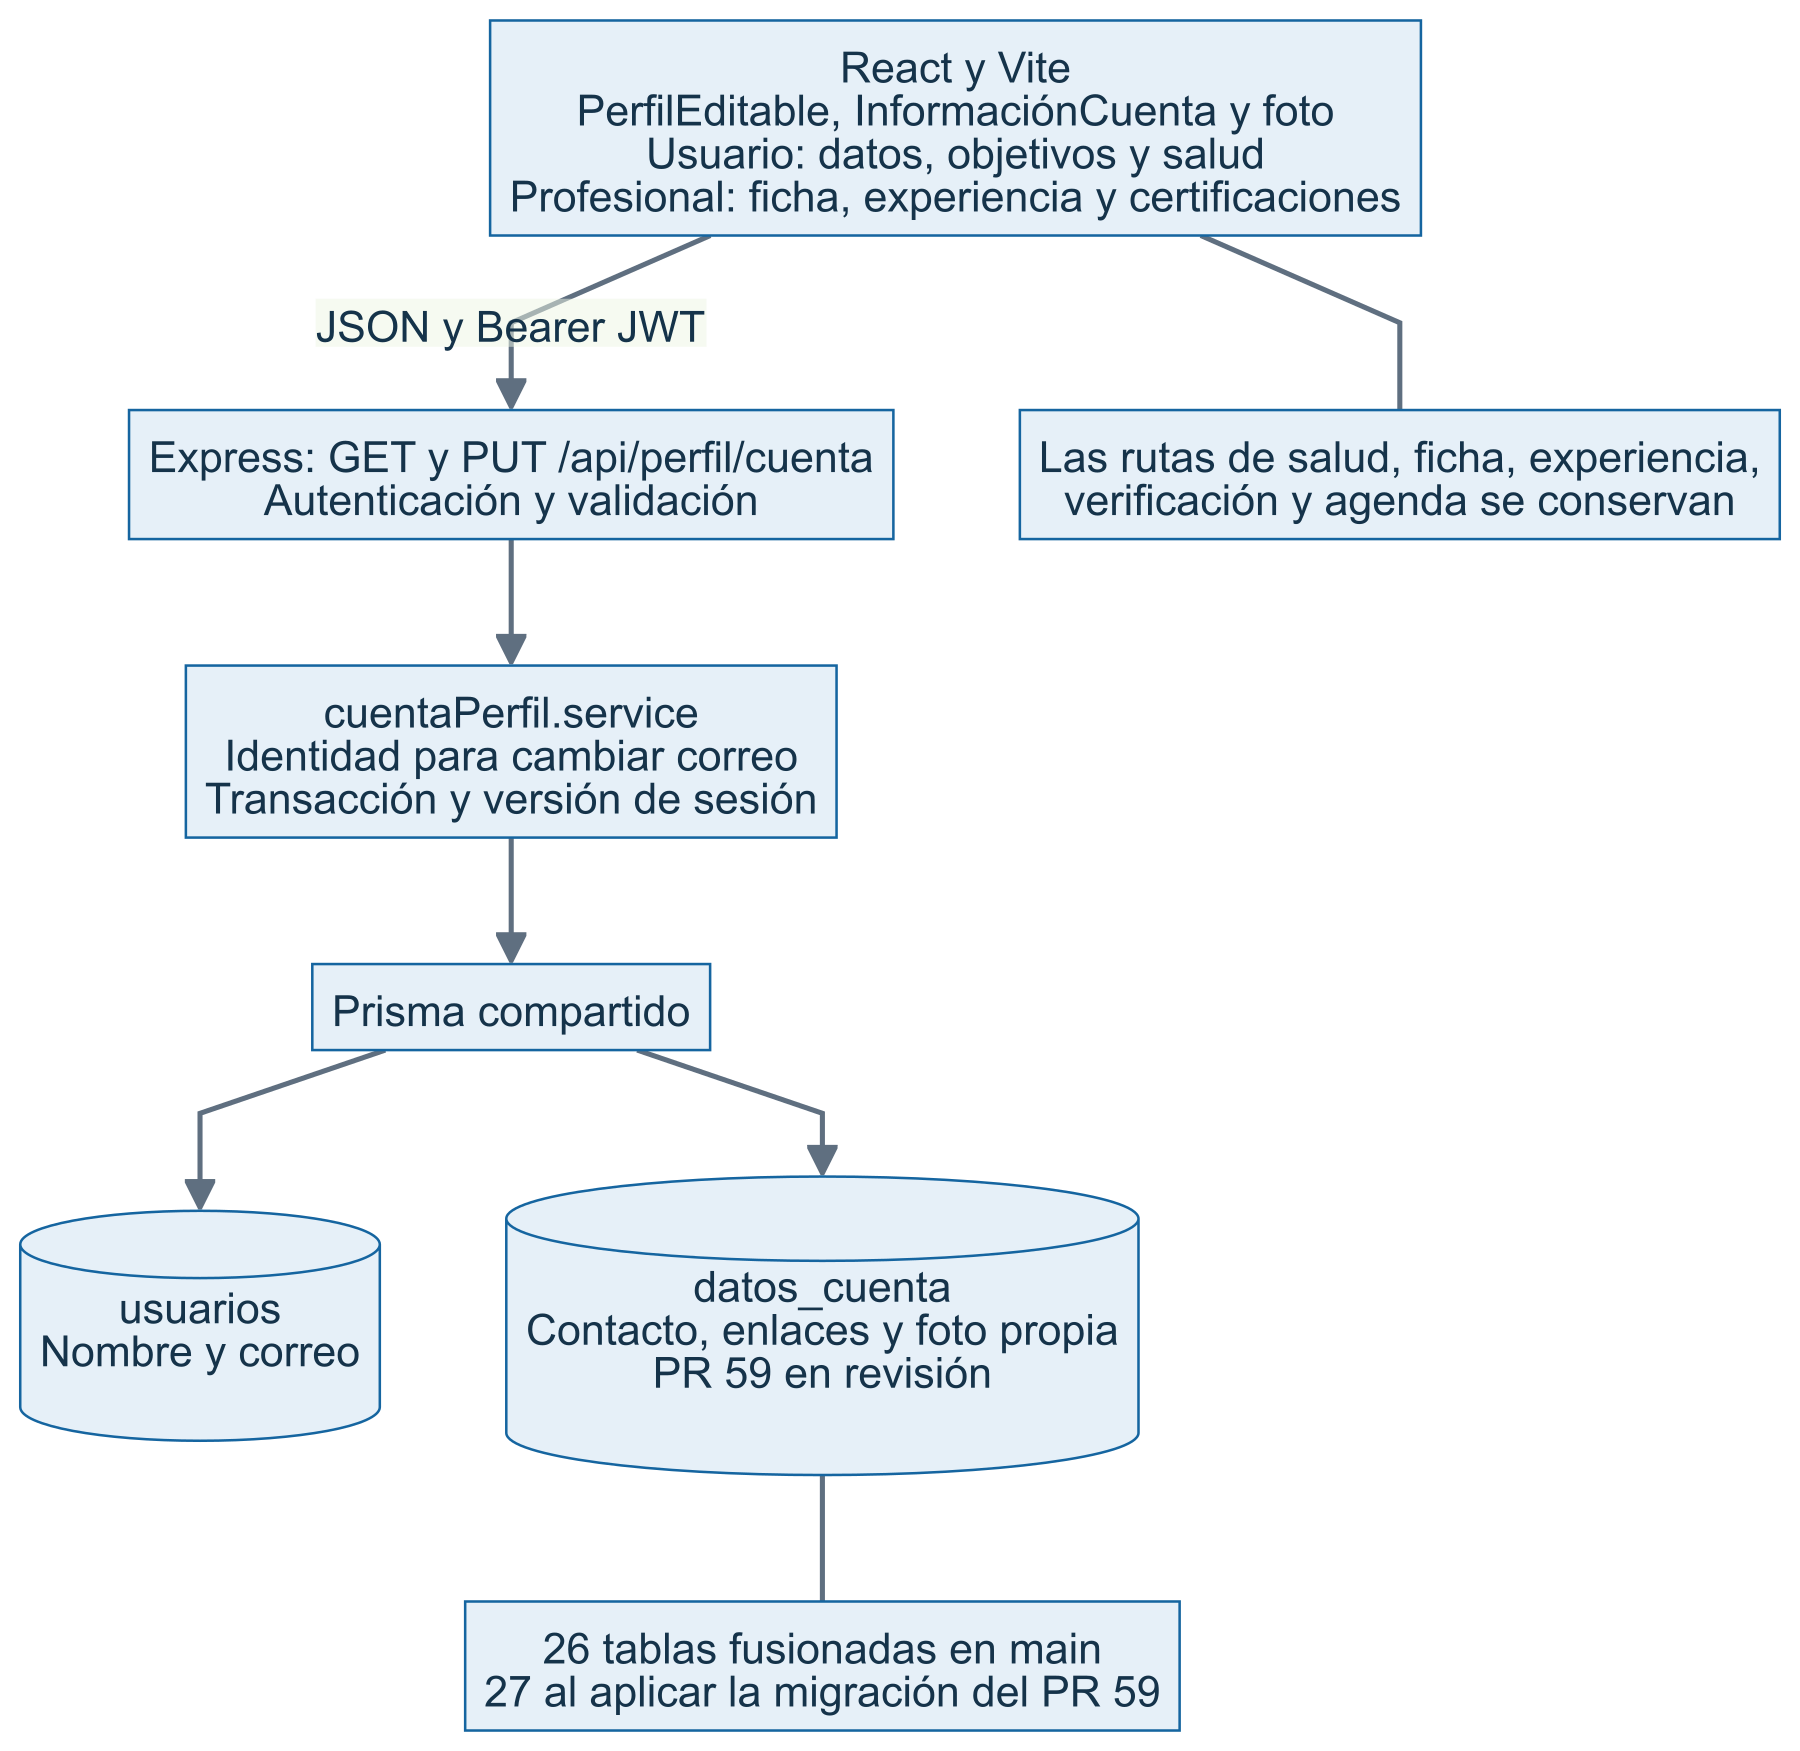 React y Vite
PerfilEditable, InformaciónCuenta y foto
Usuario: datos, objetivos y salud
Profesional: ficha, experiencia y certificaciones
JSON y Bearer JWT
Express: GET y PUT /api/perfil/cuenta
Autenticación y validación
Las rutas de salud, ficha, experiencia,
verificación y agenda se conservan
cuentaPerfil.service
Identidad para cambiar correo
Transacción y versión de sesión
Prisma compartido
usuarios
Nombre y correo
datos_cuenta
Contacto, enlaces y foto propia
PR 59 en revisión
26 tablas fusionadas en main
27 al aplicar la migración del PR 59